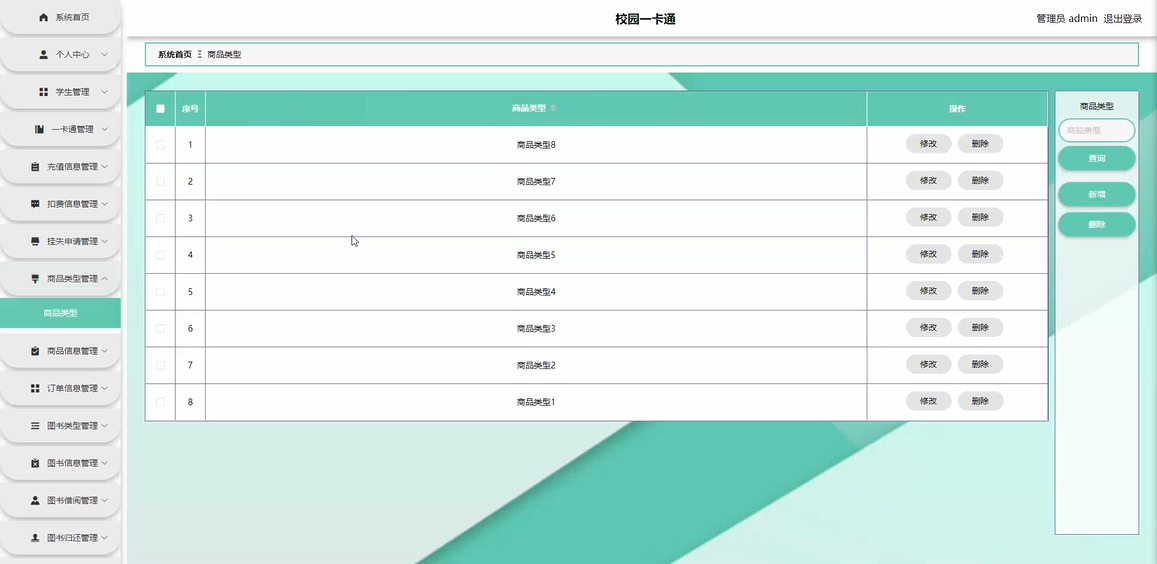 校园一卡通
管理员 admin 退出登录
系统首页
个人中心
学生管理
一卡通管理
充值信息管理
扣费信息管理
挂失申请管理
商品类型管理
商品类型
商品信息管理
订单信息管理
图书类型管理
图书信息管理
图书借阅管理
图书归还管理
系统首页 Ξ 商品类型
序号 商品类型 操作
1 商品类型8 修改 删除
2 商品类型7 修改 删除
3 商品类型6 修改 删除
4 商品类型5 修改 删除
5 商品类型4 修改 删除
6 商品类型3 修改 删除
7 商品类型2 修改 删除
8 商品类型1 修改 删除
商品类型
商品类型
查询
新增
删除